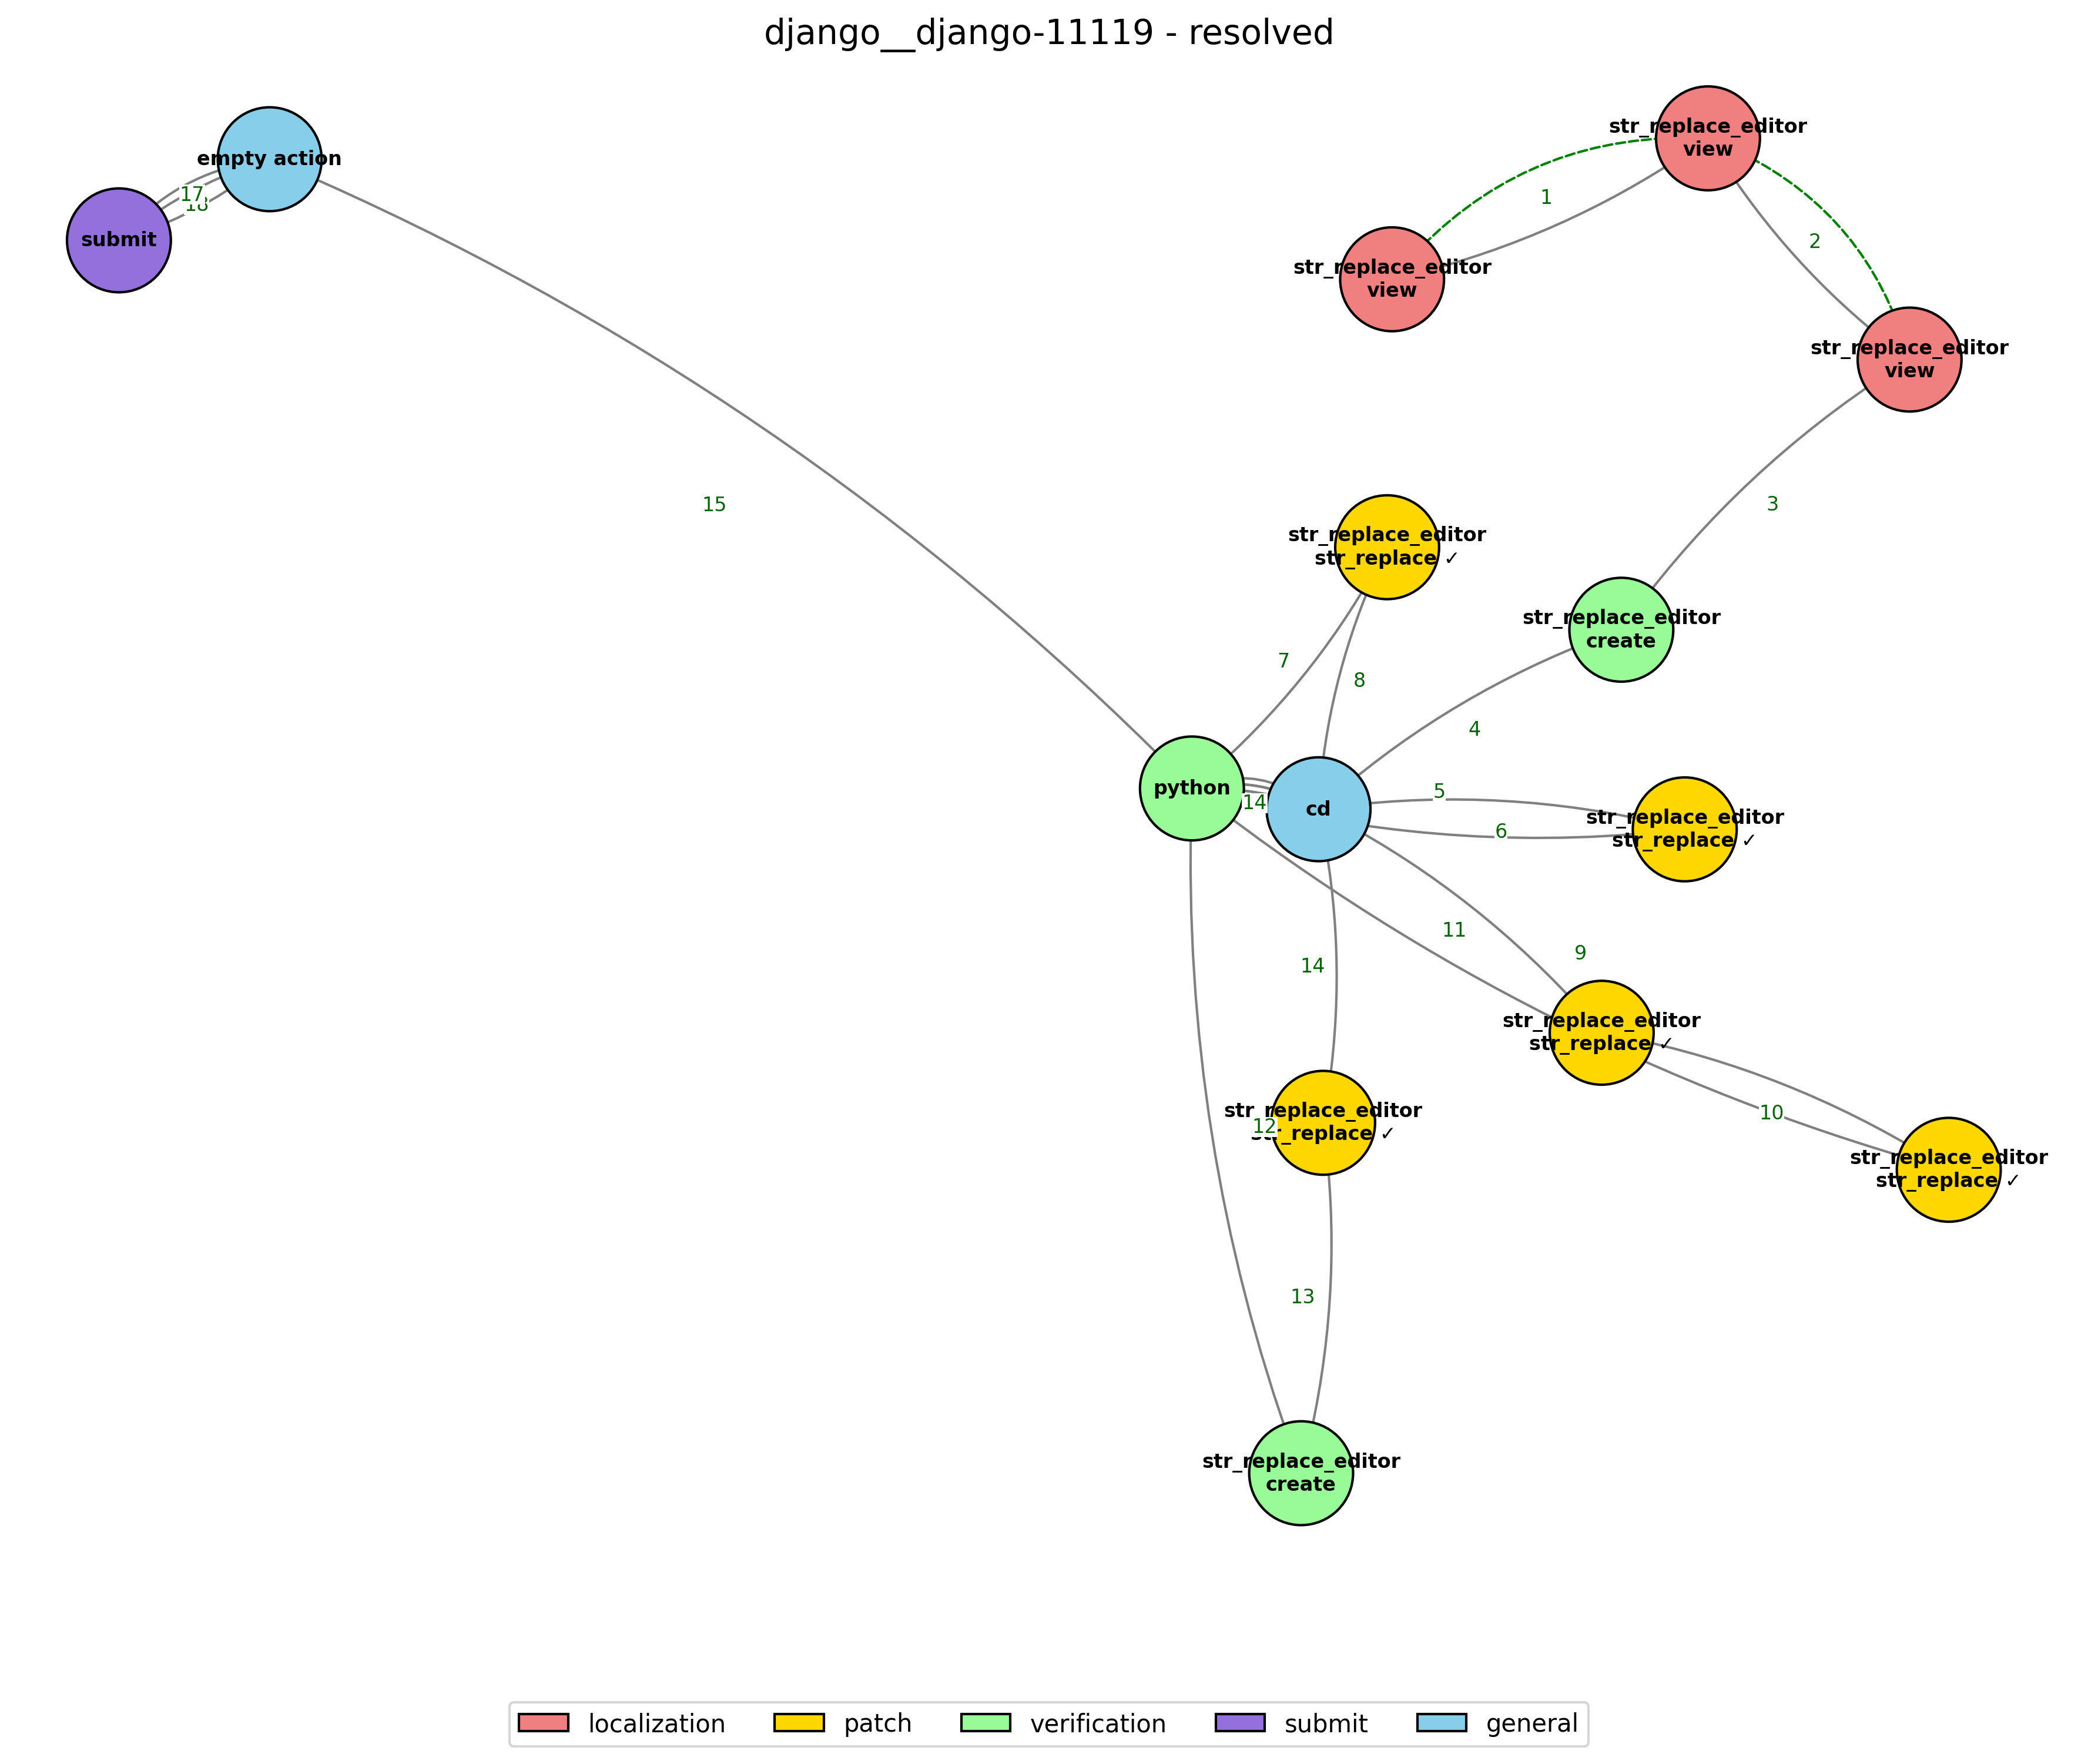 django__django-11119 - resolved
empty action
submit
17
18
str_replace_editor
view
1
2
str_replace_editor
view
str_replace_editor
view
15
3
str_replace_editor
str_replace ✓
str_replace_editor
create
7
8
4
python
14
cd
5
6
str_replace_editor
str_replace ✓
11
9
14
str_replace_editor
str_replace ✓
12
str_replace_editor
str_replace ✓
10
str_replace_editor
str_replace ✓
13
str_replace_editor
create
localization
patch
verification
submit
general